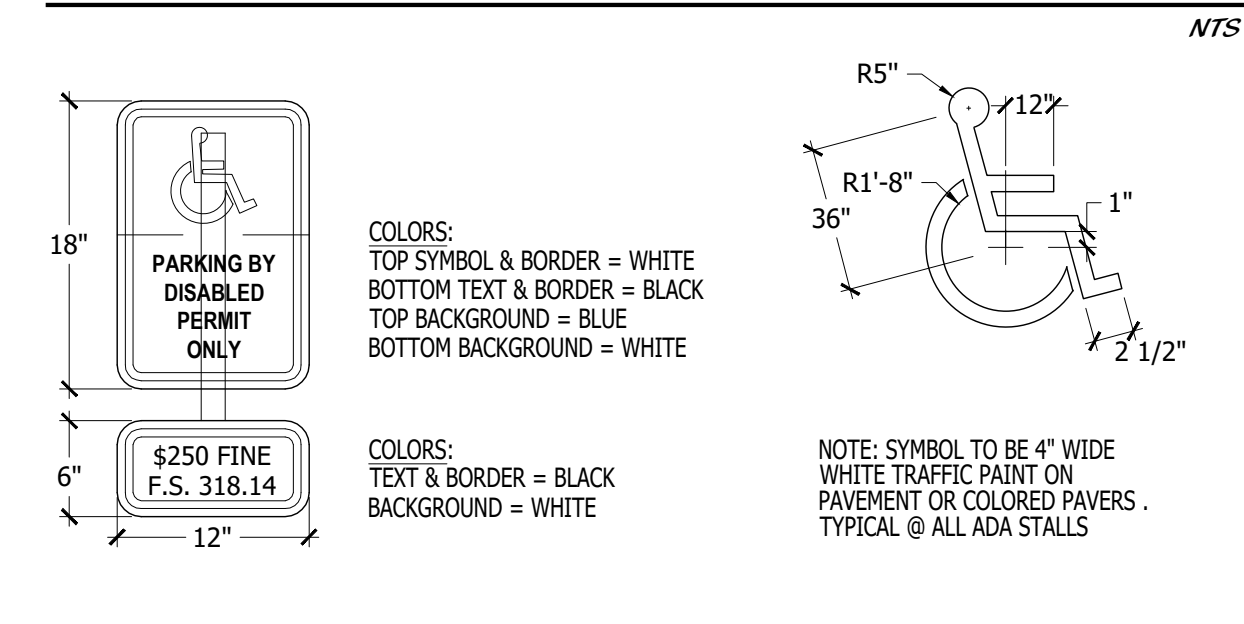 NTS
18"
PARKING BY
DISABLED
PERMIT
ONLY
6"
$250 FINE
F.S. 318.14
12"
COLORS:
TOP SYMBOL & BORDER = WHITE
BOTTOM TEXT & BORDER = BLACK
TOP BACKGROUND = BLUE
BOTTOM BACKGROUND = WHITE
COLORS:
TEXT & BORDER = BLACK
BACKGROUND = WHITE
R5"
12"
R1'-8"
36"
1"
2 1/2"
NOTE: SYMBOL TO BE 4" WIDE
WHITE TRAFFIC PAINT ON
PAVEMENT OR COLORED PAVERS .
TYPICAL @ ALL ADA STALLS